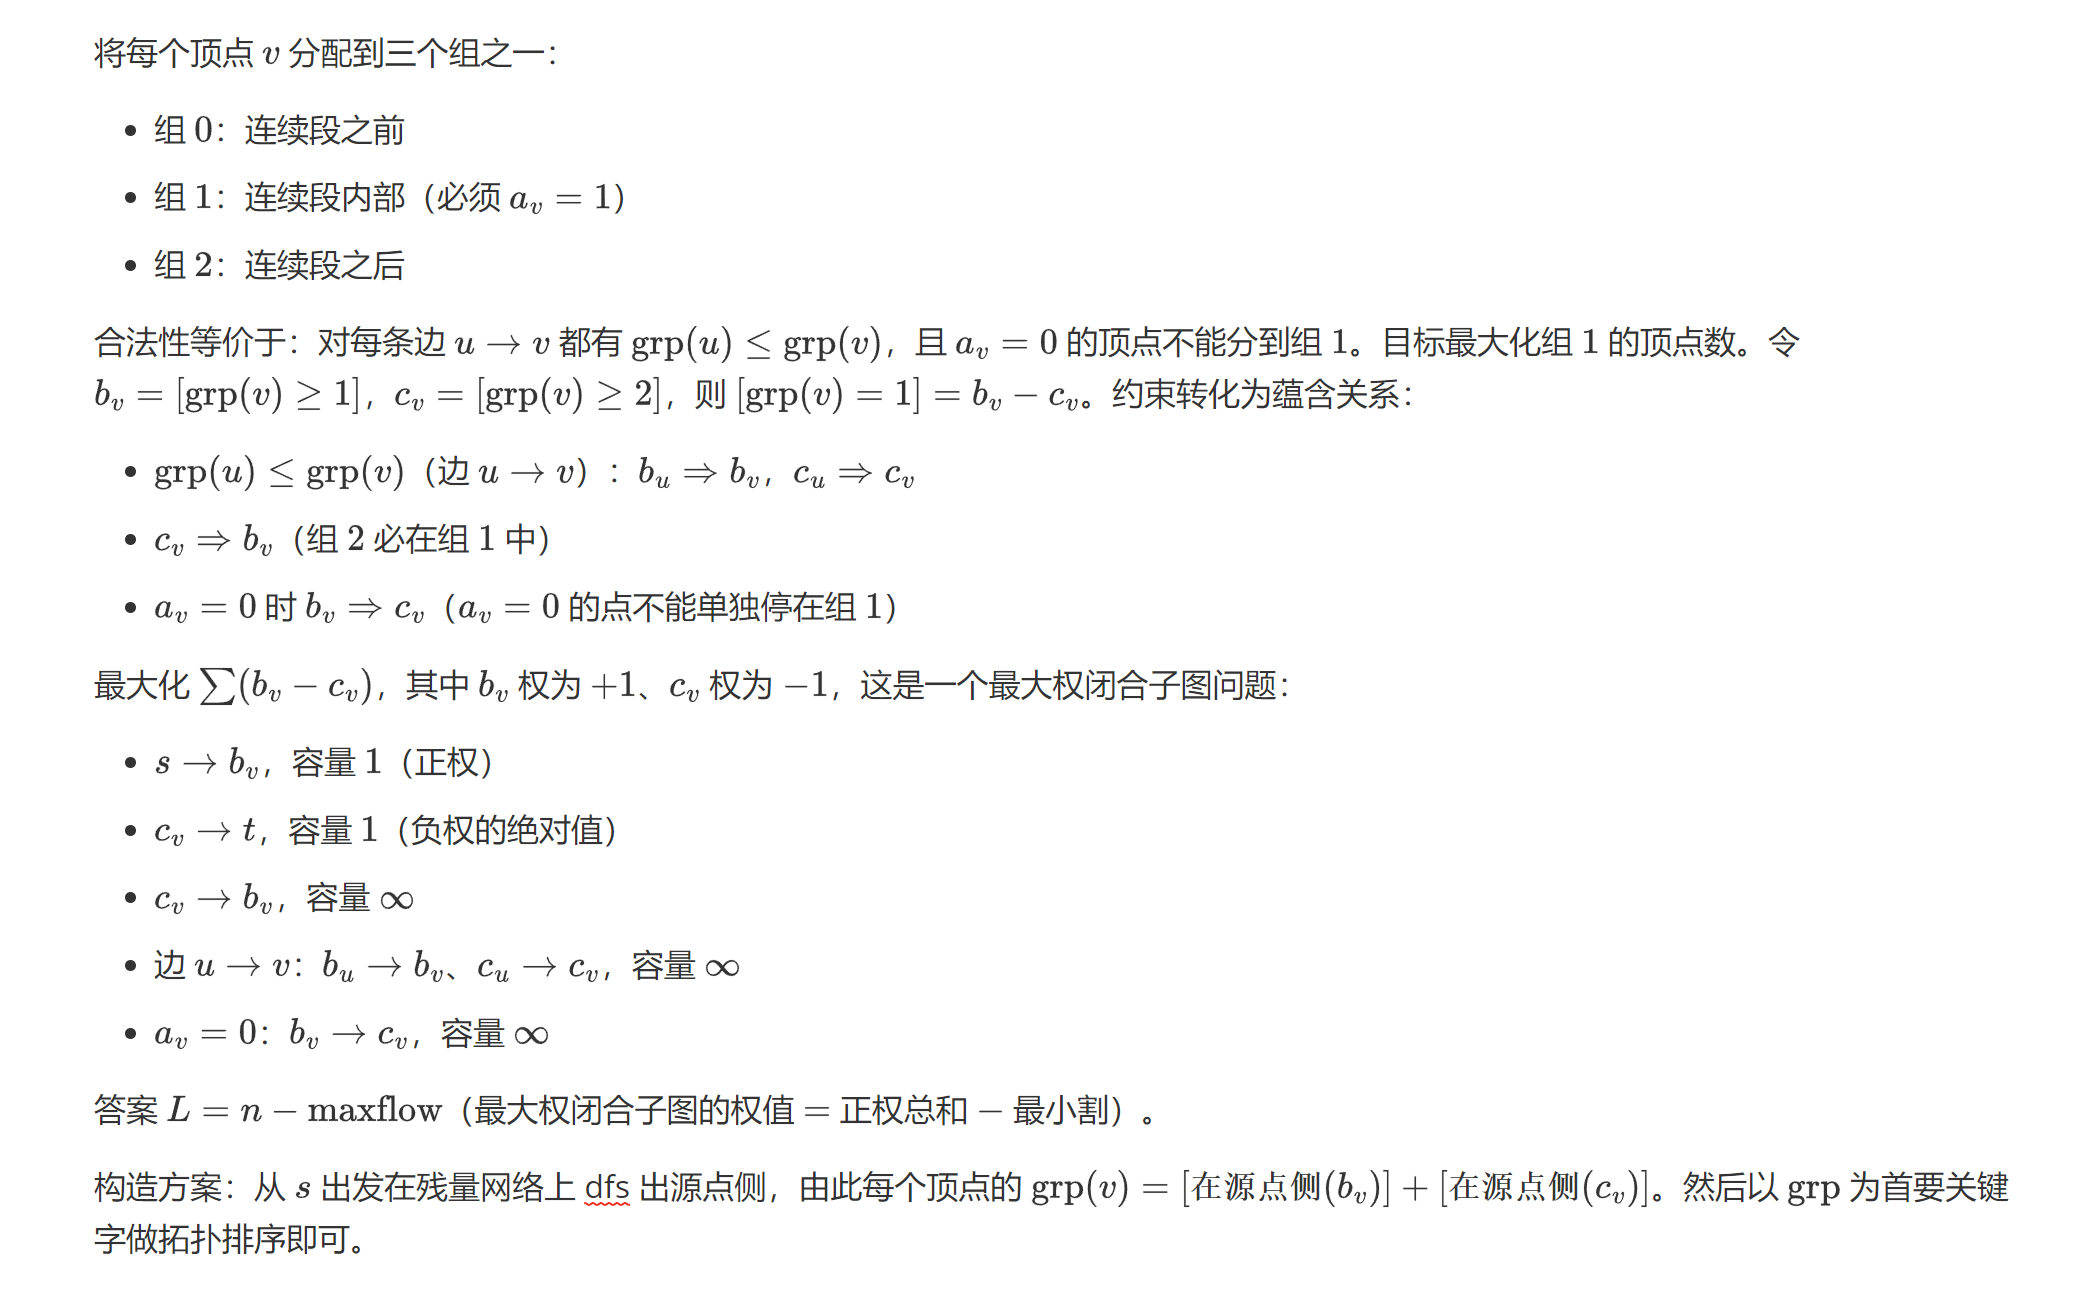 将每个顶点 v 分配到三个组之一：
• 组 0：连续段之前
• 组 1：连续段内部（必须 a_v = 1）
• 组 2：连续段之后
合法性等价于：对每条边 u → v 都有 grp(u) ≤ grp(v)，且 a_v = 0 的顶点不能分到组 1。目标最大化组 1 的顶点数。令
b_v = [grp(v) ≥ 1]，c_v = [grp(v) ≥ 2]，则 [grp(v) = 1] = b_v − c_v。约束转化为蕴含关系：
• grp(u) ≤ grp(v)（边 u → v）：b_u ⇒ b_v，c_u ⇒ c_v
• c_v ⇒ b_v（组 2 必在组 1 中）
• a_v = 0 时 b_v ⇒ c_v（a_v = 0 的点不能单独停在组 1）
最大化 ∑(b_v − c_v)，其中 b_v 权为 +1、c_v 权为 −1，这是一个最大权闭合子图问题：
• s → b_v，容量 1（正权）
• c_v → t，容量 1（负权的绝对值）
• c_v → b_v，容量 ∞
• 边 u → v：b_u → b_v、c_u → c_v，容量 ∞
• a_v = 0：b_v → c_v，容量 ∞
答案 L = n − maxflow（最大权闭合子图的权值 = 正权总和 − 最小割）。
构造方案：从 s 出发在残量网络上 dfs 出源点侧，由此每个顶点的 grp(v) = [在源点侧(b_v)] + [在源点侧(c_v)]。然后以 grp 为首要关键
字做拓扑排序即可。